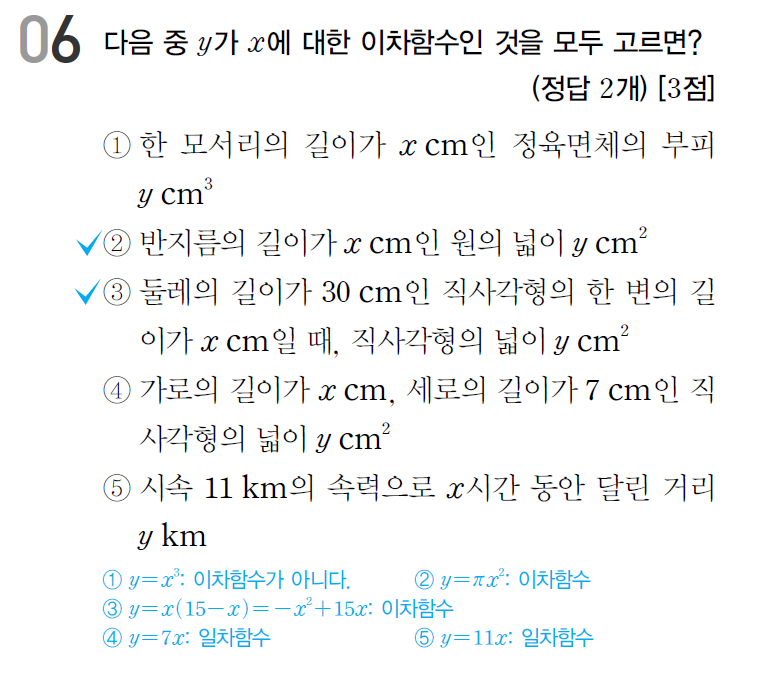 06 다음 중 y가 x에 대한 이차함수인 것을 모두 고르면?
(정답 2개) [3점]
① 한 모서리의 길이가 x cm인 정육면체의 부피
y cm³
② 반지름의 길이가 x cm인 원의 넓이 y cm²
③ 둘레의 길이가 30 cm인 직사각형의 한 변의 길
이가 x cm일 때, 직사각형의 넓이 y cm²
④ 가로의 길이가 x cm, 세로의 길이가 7 cm인 직
사각형의 넓이 y cm²
⑤ 시속 11 km의 속력으로 x시간 동안 달린 거리
y km
① y=x³: 이차함수가 아니다. ② y=πx²: 이차함수
③ y=x(15-x)=-x²+15x: 이차함수
④ y=7x: 일차함수 ⑤ y=11x: 일차함수